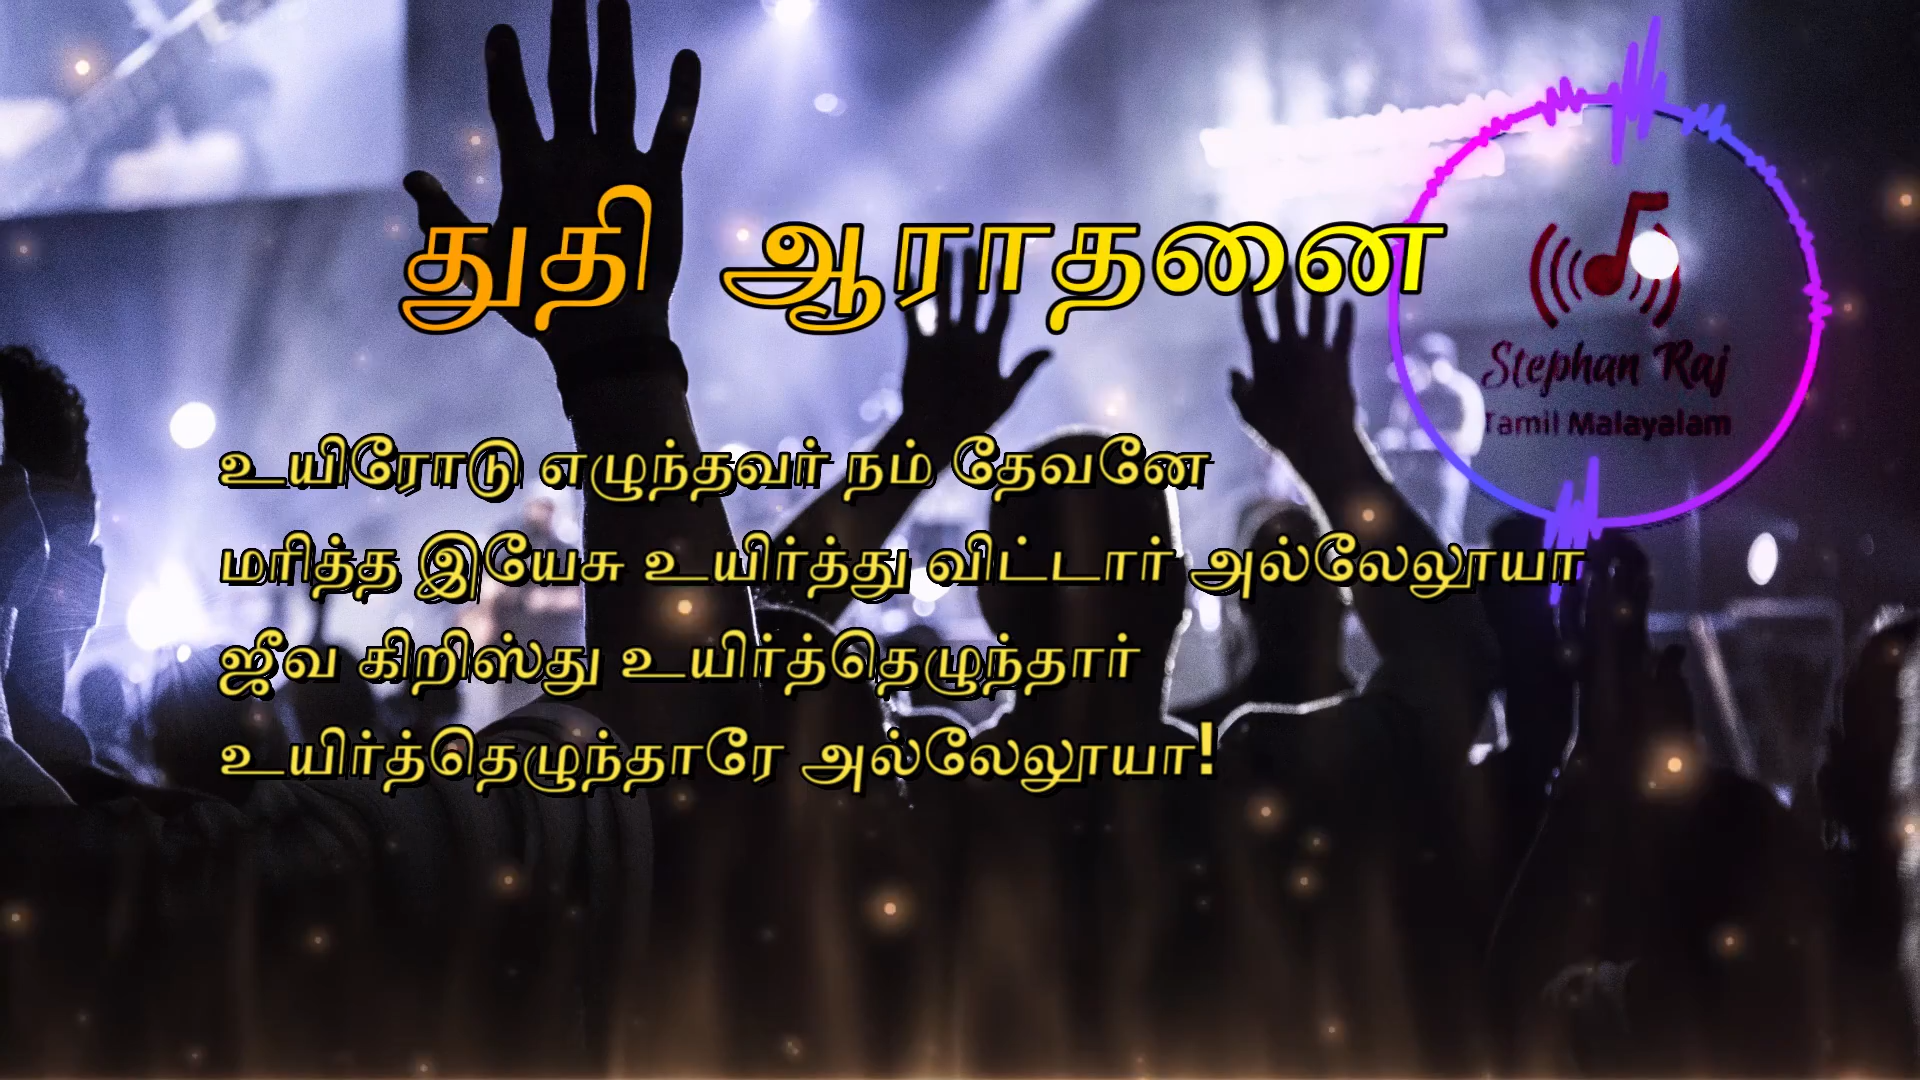 துதி ஆராதனை
Stephan Raj
Tamil Malayalam
உயிரோடு எழுந்தவர் நம் தேவனே
மரித்த இயேசு உயிர்த்து விட்டார் அல்லேலூயா
ஜீவ கிறிஸ்து உயிர்த்தெழுந்தார்
உயிர்த்தெழுந்தாரே அல்லேலூயா!